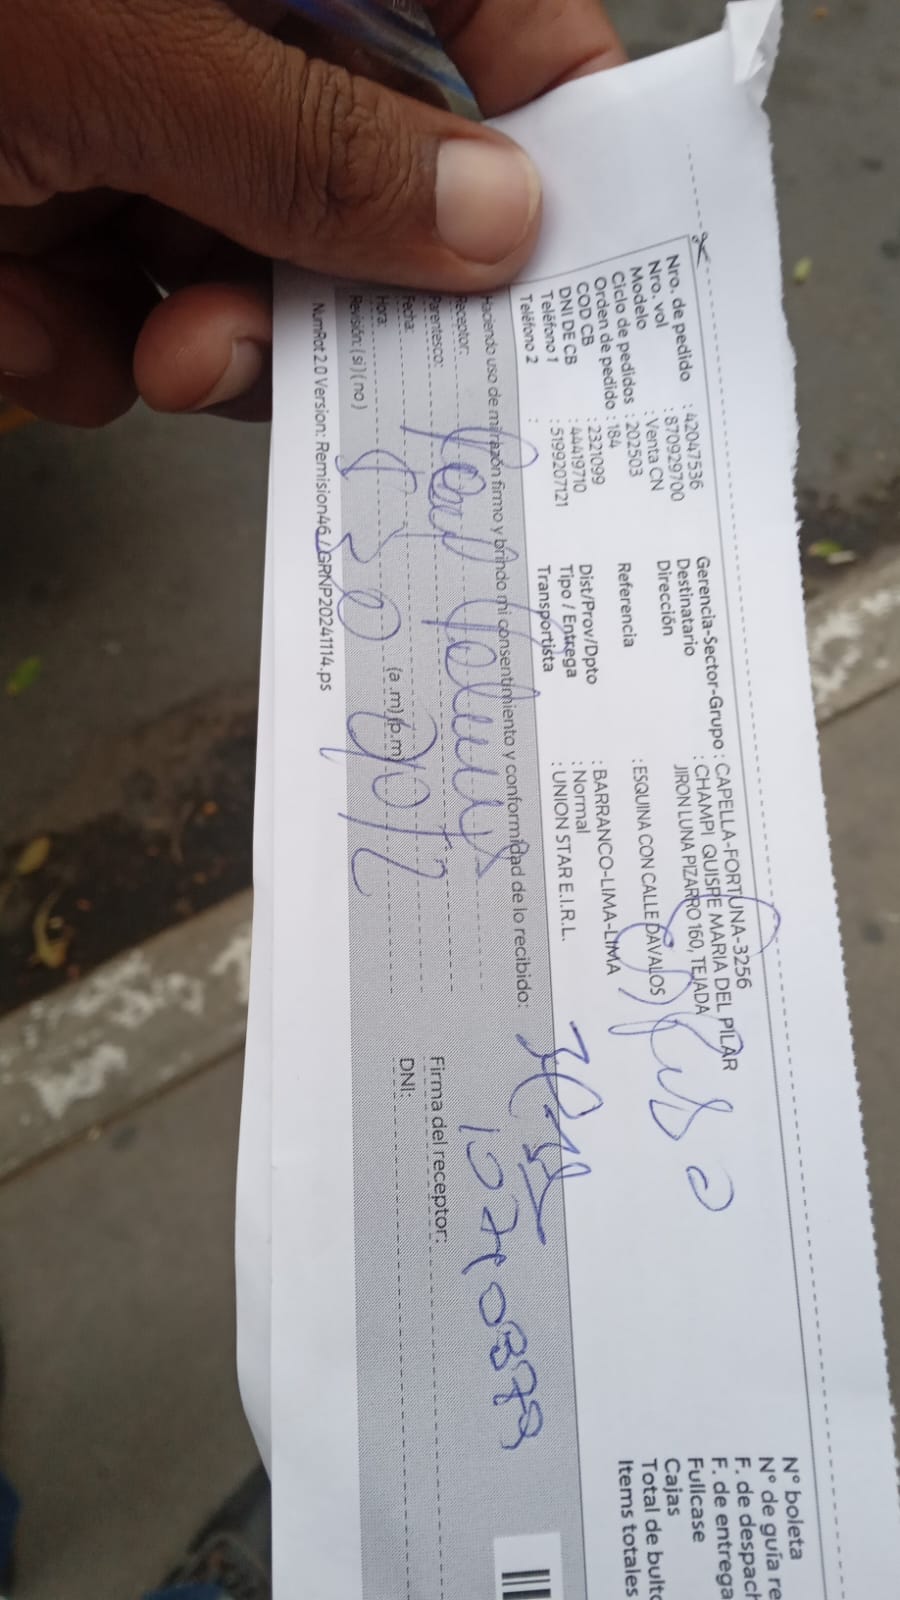 Nro. de pedido : 42047536
Nro. vol : 870929700
Modelo : Venta CN
Ciclo de pedidos : 202503
Orden de pedido : 184
COD CB : 2321099
DNI DE CB : 44419710
Teléfono 1 : 5199207121
Teléfono 2 :
Gerencia-Sector-Grupo : CAPELLA-FORTUNA-3256
Destinatario : CHAMPI QUISPE MARIA DEL PILAR
Dirección JIRON LUNA PIZARRO 160, TEJADA
Referencia : ESQUINA CON CALLE DAVALOS
Dist/Prov/Dpto : BARRANCO-LIMA-LIMA
Tipo / Entrega : Normal
Transportista : UNION STAR E.I.R.L.
N° boleta
N° de guía re
F. de despach
F. de entrega
Fullcase
Cajas
Total de bulto
Items totales
Haciendo uso de mi razón firmo y brindo mi consentimiento y conformidad de lo recibido:
Receptor:
Parentesco:
Fecha:
Hora: (a .m) (p.m)
Revisión: ( si ) ( no )
Firma del receptor:
DNI:
NumRot 2.0 Version: Remision46 / GRNP20241114.ps